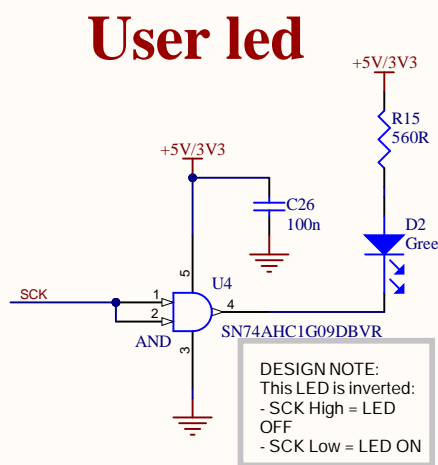 User led
+5V/3V3
R15
560R
+5V/3V3
C26
100n
D2
Gree
U4
5
SCK
1
2
4
AND
3
SN74AHC1G09DBVR
DESIGN NOTE:
This LED is inverted:
- SCK High = LED
OFF
- SCK Low = LED ON